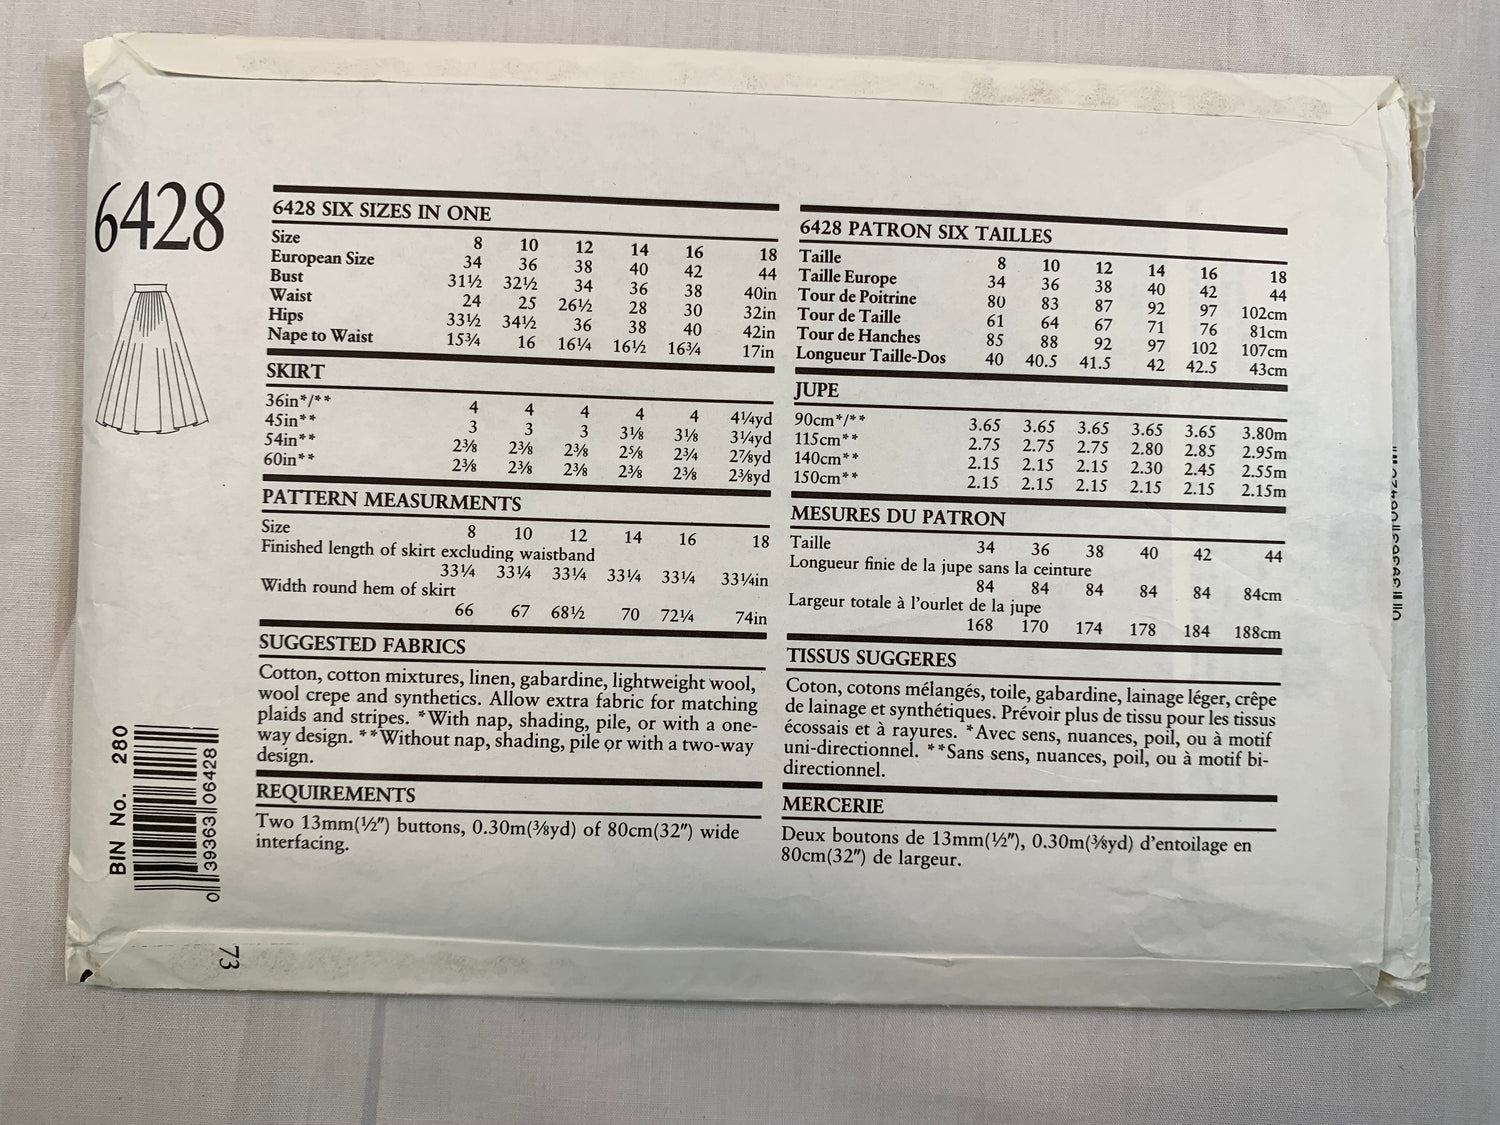 6428
6428 SIX SIZES IN ONE
Size 8 10 12 14 16 18
European Size 34 36 38 40 42 44
Bust 31½ 32½ 34 36 38 40in
Waist 24 25 26½ 28 30 32in
Hips 33½ 34½ 36 38 40 42in
Nape to Waist 15¾ 16 16¼ 16½ 16¾ 17in
SKIRT
36in*/** 4 4 4 4 4 4¼yd
45in** 3 3 3 3⅛ 3⅛ 3¼yd
54in** 2⅜ 2⅜ 2⅜ 2⅝ 2¾ 2⅞yd
60in** 2⅜ 2⅜ 2⅜ 2⅜ 2⅜ 2⅜yd
PATTERN MEASURMENTS
Size 8 10 12 14 16 18
Finished length of skirt excluding waistband
33¼ 33¼ 33¼ 33¼ 33¼ 33¼in
Width round hem of skirt
66 67 68½ 70 72¼ 74in
SUGGESTED FABRICS
Cotton, cotton mixtures, linen, gabardine, lightweight wool,
wool crepe and synthetics. Allow extra fabric for matching
plaids and stripes. *With nap, shading, pile, or with a one-
way design. **Without nap, shading, pile or with a two-way
design.
REQUIREMENTS
Two 13mm(½") buttons, 0.30m(⅜yd) of 80cm(32") wide
interfacing.
6428 PATRON SIX TAILLES
Taille 8 10 12 14 16 18
Taille Europe 34 36 38 40 42 44
Tour de Poitrine 80 83 87 92 97 102cm
Tour de Taille 61 64 67 71 76 81cm
Tour de Hanches 85 88 92 97 102 107cm
Longueur Taille-Dos 40 40.5 41.5 42 42.5 43cm
JUPE
90cm*/** 3.65 3.65 3.65 3.65 3.65 3.80m
115cm** 2.75 2.75 2.75 2.80 2.85 2.95m
140cm** 2.15 2.15 2.15 2.30 2.45 2.55m
150cm** 2.15 2.15 2.15 2.15 2.15 2.15m
MESURES DU PATRON
Taille 34 36 38 40 42 44
Longueur finie de la jupe sans la ceinture
84 84 84 84 84 84cm
Largeur totale à l'ourlet de la jupe
168 170 174 178 184 188cm
TISSUS SUGGERES
Coton, cotons mélangés, toile, gabardine, lainage léger, crêpe
de lainage et synthétiques. Prévoir plus de tissu pour les tissus
écossais et à rayures. *Avec sens, nuances, poil, ou à motif
uni-directionnel. **Sans sens, nuances, poil, ou à motif bi-
directionnel.
MERCERIE
Deux boutons de 13mm(½"), 0.30m(⅜yd) d'entoilage en
80cm(32") de largeur.
BIN No. 280
0 39363 06428
73